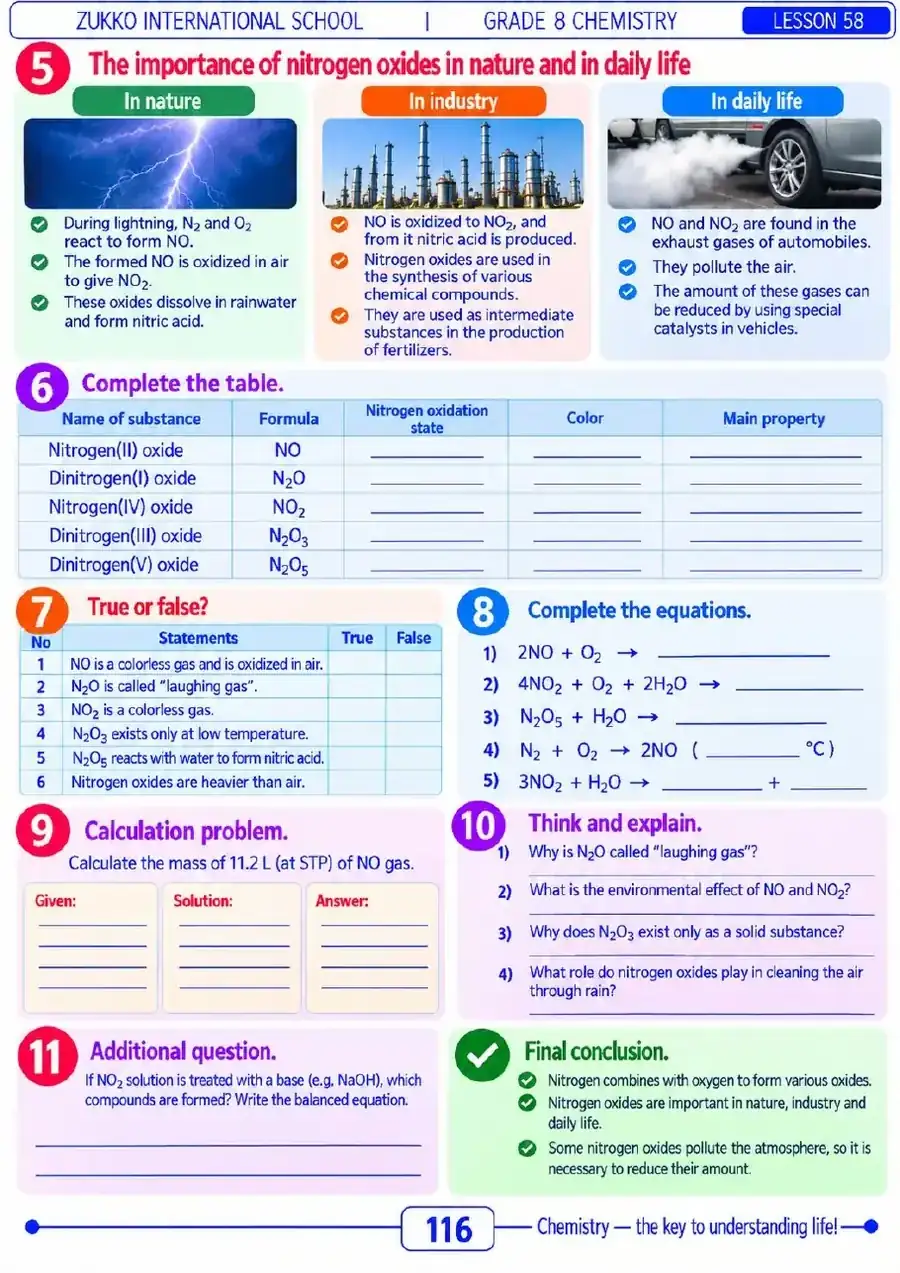 ZUKKO INTERNATIONAL SCHOOL | GRADE 8 CHEMISTRY LESSON 58
5 The importance of nitrogen oxides in nature and in daily life
In nature
During lightning, N₂ and O₂
react to form NO.
The formed NO is oxidized in air
to give NO₂.
These oxides dissolve in rainwater
and form nitric acid.
In industry
NO is oxidized to NO₂, and
from it nitric acid is produced.
Nitrogen oxides are used in
the synthesis of various
chemical compounds.
They are used as intermediate
substances in the production
of fertilizers.
In daily life
NO and NO₂ are found in the
exhaust gases of automobiles.
They pollute the air.
The amount of these gases can
be reduced by using special
catalysts in vehicles.
6 Complete the table.
Name of substance Formula Nitrogen oxidation state Color Main property
Nitrogen(II) oxide NO
Dinitrogen(I) oxide N₂O
Nitrogen(IV) oxide NO₂
Dinitrogen(III) oxide N₂O₃
Dinitrogen(V) oxide N₂O₅
7 True or false?
No Statements True False
1 NO is a colorless gas and is oxidized in air.
2 N₂O is called “laughing gas”.
3 NO₂ is a colorless gas.
4 N₂O₃ exists only at low temperature.
5 N₂O₅ reacts with water to form nitric acid.
6 Nitrogen oxides are heavier than air.
8 Complete the equations.
1) 2NO + O₂ → ________
2) 4NO₂ + O₂ + 2H₂O → ________
3) N₂O₅ + H₂O → ________
4) N₂ + O₂ → 2NO ( ________ °C )
5) 3NO₂ + H₂O → ________ + ________
9 Calculation problem.
Calculate the mass of 11.2 L (at STP) of NO gas.
Given: Solution: Answer:
10 Think and explain.
1) Why is N₂O called “laughing gas”?
2) What is the environmental effect of NO and NO₂?
3) Why does N₂O₃ exist only as a solid substance?
4) What role do nitrogen oxides play in cleaning the air
through rain?
11 Additional question.
If NO₂ solution is treated with a base (e.g, NaOH), which
compounds are formed? Write the balanced equation.
Final conclusion.
Nitrogen combines with oxygen to form various oxides.
Nitrogen oxides are important in nature, industry and
daily life.
Some nitrogen oxides pollute the atmosphere, so it is
necessary to reduce their amount.
116 Chemistry — the key to understanding life!